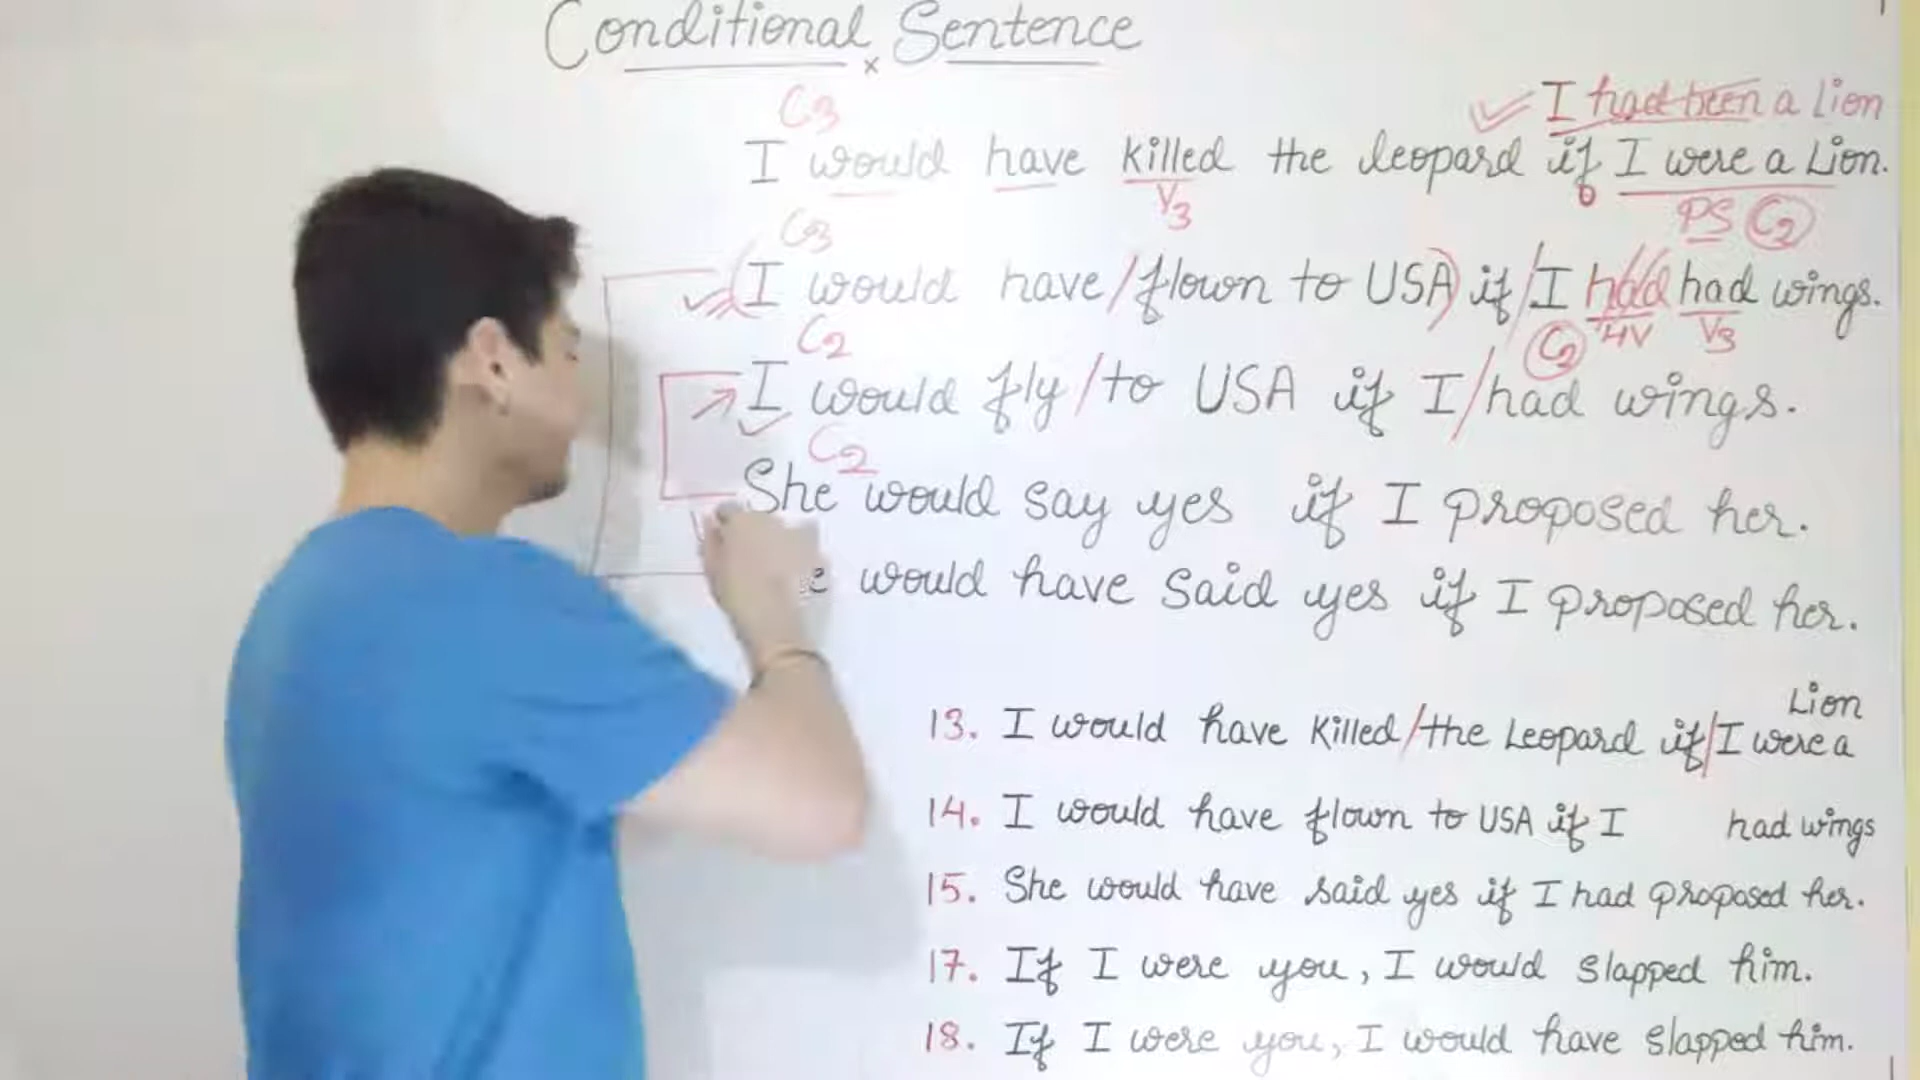 Conditional Sentence
x
C3
I had been a Lion
I would have killed the leopard if I were a Lion.
V3
PS C2
C3
I would have/flown to USA) if/I had had wings.
HV V3
C2
C2
I would fly/to USA if I/had wings.
C2
She would say yes if I proposed her.
e would have said yes if I proposed her.
Lion
13. I would have killed/the Leopard if/I were a
14. I would have flown to USA if I had wings
15. She would have said yes if I had proposed her.
17. If I were you, I would slapped him.
18. If I were you, I would have slapped him.